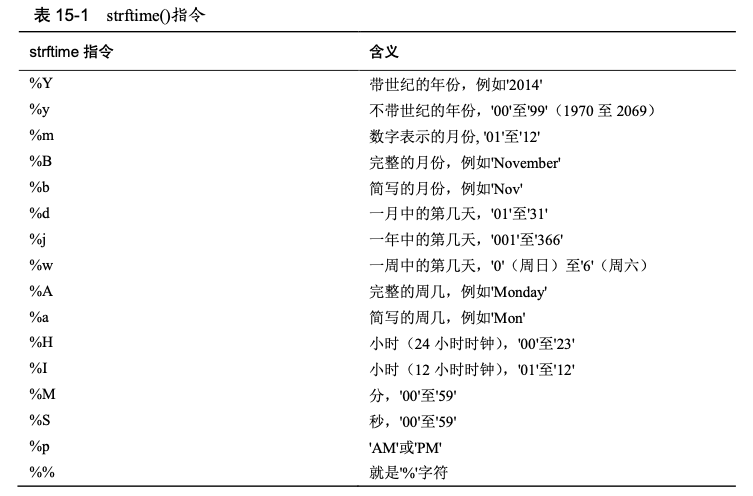 表 15-1 strftime()指令
strftime 指令 含义
%Y 带世纪的年份，例如'2014'
%y 不带世纪的年份，'00'至'99'（1970 至 2069）
%m 数字表示的月份, '01'至'12'
%B 完整的月份，例如'November'
%b 简写的月份，例如'Nov'
%d 一月中的第几天，'01'至'31'
%j 一年中的第几天，'001'至'366'
%w 一周中的第几天，'0'（周日）至'6'（周六）
%A 完整的周几，例如'Monday'
%a 简写的周几，例如'Mon'
%H 小时（24 小时时钟），'00'至'23'
%I 小时（12 小时时钟），'01'至'12'
%M 分，'00'至'59'
%S 秒，'00'至'59'
%p 'AM'或'PM'
%% 就是'%'字符